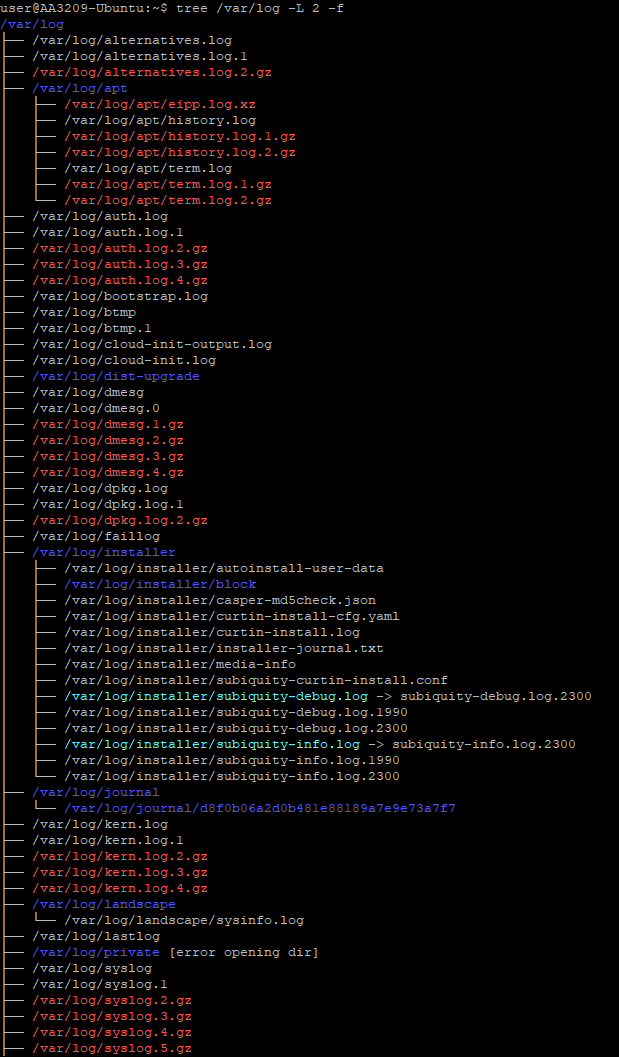 user@AA3209-Ubuntu:~$ tree /var/log -L 2 -f
/var/log
├── /var/log/alternatives.log
├── /var/log/alternatives.log.1
├── /var/log/alternatives.log.2.gz
├── /var/log/apt
│   ├── /var/log/apt/eipp.log.xz
│   ├── /var/log/apt/history.log
│   ├── /var/log/apt/history.log.1.gz
│   ├── /var/log/apt/history.log.2.gz
│   ├── /var/log/apt/term.log
│   ├── /var/log/apt/term.log.1.gz
│   └── /var/log/apt/term.log.2.gz
├── /var/log/auth.log
├── /var/log/auth.log.1
├── /var/log/auth.log.2.gz
├── /var/log/auth.log.3.gz
├── /var/log/auth.log.4.gz
├── /var/log/bootstrap.log
├── /var/log/btmp
├── /var/log/btmp.1
├── /var/log/cloud-init-output.log
├── /var/log/cloud-init.log
├── /var/log/dist-upgrade
├── /var/log/dmesg
├── /var/log/dmesg.0
├── /var/log/dmesg.1.gz
├── /var/log/dmesg.2.gz
├── /var/log/dmesg.3.gz
├── /var/log/dmesg.4.gz
├── /var/log/dpkg.log
├── /var/log/dpkg.log.1
├── /var/log/dpkg.log.2.gz
├── /var/log/faillog
├── /var/log/installer
│   ├── /var/log/installer/autoinstall-user-data
│   ├── /var/log/installer/block
│   ├── /var/log/installer/casper-md5check.json
│   ├── /var/log/installer/curtin-install-cfg.yaml
│   ├── /var/log/installer/curtin-install.log
│   ├── /var/log/installer/installer-journal.txt
│   ├── /var/log/installer/media-info
│   ├── /var/log/installer/subiquity-curtin-install.conf
│   ├── /var/log/installer/subiquity-debug.log -> subiquity-debug.log.2300
│   ├── /var/log/installer/subiquity-debug.log.1990
│   ├── /var/log/installer/subiquity-debug.log.2300
│   ├── /var/log/installer/subiquity-info.log -> subiquity-info.log.2300
│   ├── /var/log/installer/subiquity-info.log.1990
│   └── /var/log/installer/subiquity-info.log.2300
├── /var/log/journal
│   └── /var/log/journal/d8f0b06a2d0b481e88189a7e9e73a7f7
├── /var/log/kern.log
├── /var/log/kern.log.1
├── /var/log/kern.log.2.gz
├── /var/log/kern.log.3.gz
├── /var/log/kern.log.4.gz
├── /var/log/landscape
│   └── /var/log/landscape/sysinfo.log
├── /var/log/lastlog
├── /var/log/private [error opening dir]
├── /var/log/syslog
├── /var/log/syslog.1
├── /var/log/syslog.2.gz
├── /var/log/syslog.3.gz
├── /var/log/syslog.4.gz
├── /var/log/syslog.5.gz